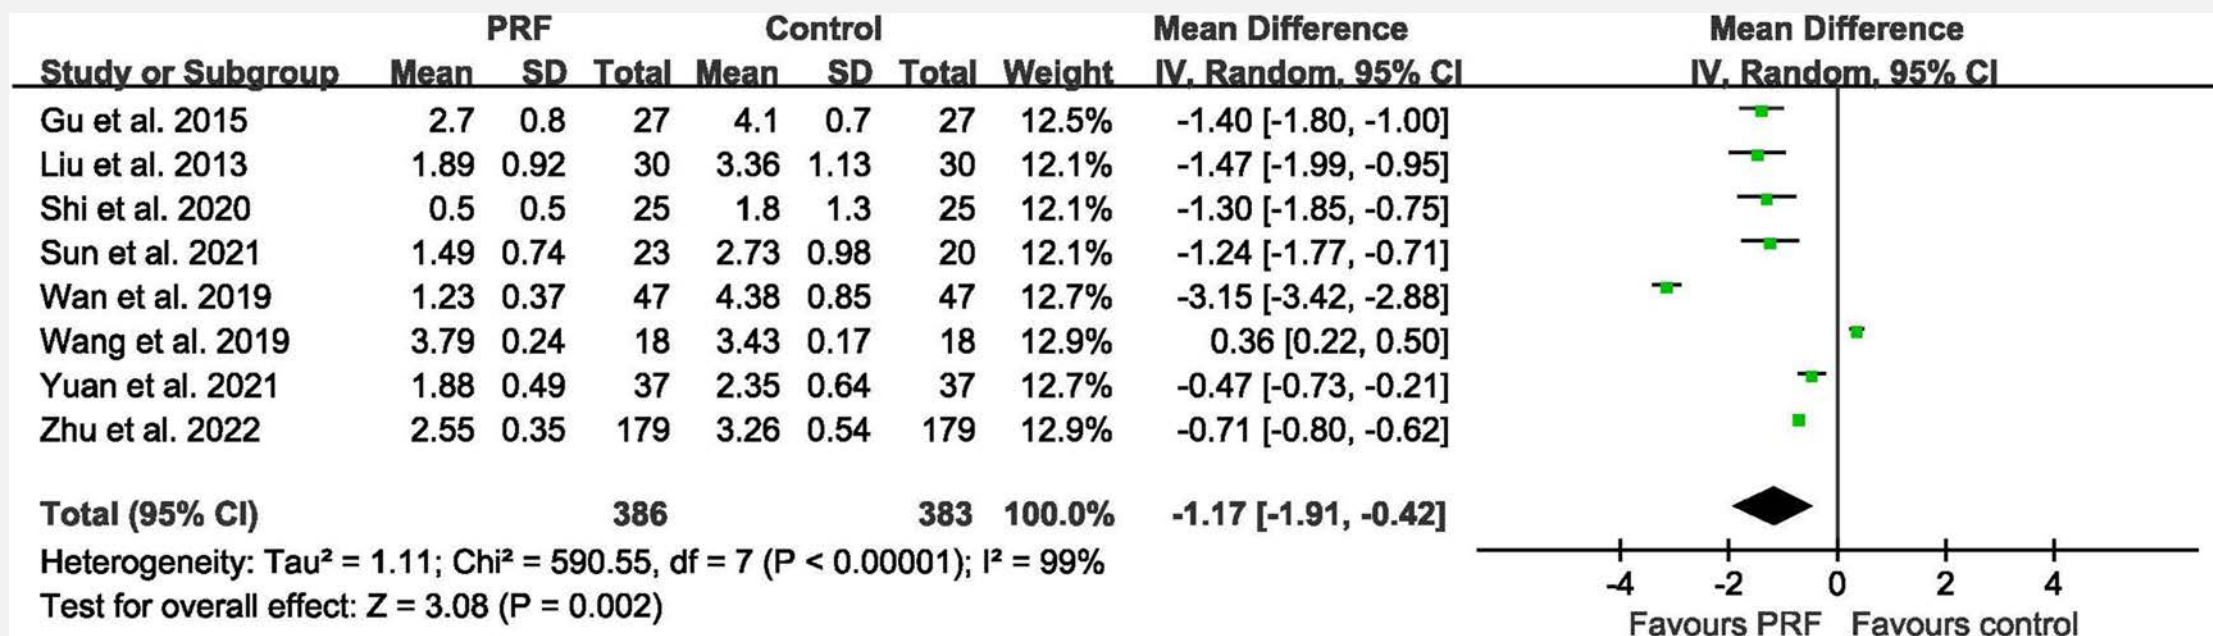 PRF Control Mean Difference Mean Difference
Study or Subgroup Mean SD Total Mean SD Total Weight IV, Random, 95% CI IV, Random, 95% CI
Gu et al. 2015 2.7 0.8 27 4.1 0.7 27 12.5% -1.40 [-1.80, -1.00]
Liu et al. 2013 1.89 0.92 30 3.36 1.13 30 12.1% -1.47 [-1.99, -0.95]
Shi et al. 2020 0.5 0.5 25 1.8 1.3 25 12.1% -1.30 [-1.85, -0.75]
Sun et al. 2021 1.49 0.74 23 2.73 0.98 20 12.1% -1.24 [-1.77, -0.71]
Wan et al. 2019 1.23 0.37 47 4.38 0.85 47 12.7% -3.15 [-3.42, -2.88]
Wang et al. 2019 3.79 0.24 18 3.43 0.17 18 12.9% 0.36 [0.22, 0.50]
Yuan et al. 2021 1.88 0.49 37 2.35 0.64 37 12.7% -0.47 [-0.73, -0.21]
Zhu et al. 2022 2.55 0.35 179 3.26 0.54 179 12.9% -0.71 [-0.80, -0.62]
Total (95% CI) 386 383 100.0% -1.17 [-1.91, -0.42]
Heterogeneity: Tau² = 1.11; Chi² = 590.55, df = 7 (P < 0.00001); I² = 99%
Test for overall effect: Z = 3.08 (P = 0.002)
-4 -2 0 2 4
Favours PRF Favours control